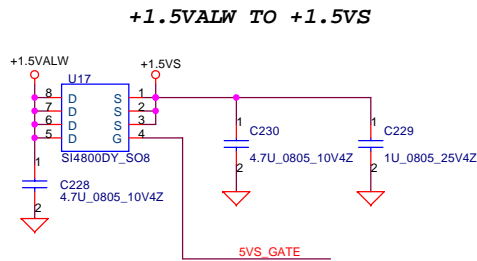 +1.5VALW TO +1.5VS
+1.5VALW
+1.5VS
U17
8 D S 1
7 D S 2
6 D S 3
5 D G 4
SI4800DY_SO8
1
C228
4.7U_0805_10V4Z
2
1
C230
4.7U_0805_10V4Z
2
1
C229
1U_0805_25V4Z
2
5VS_GATE